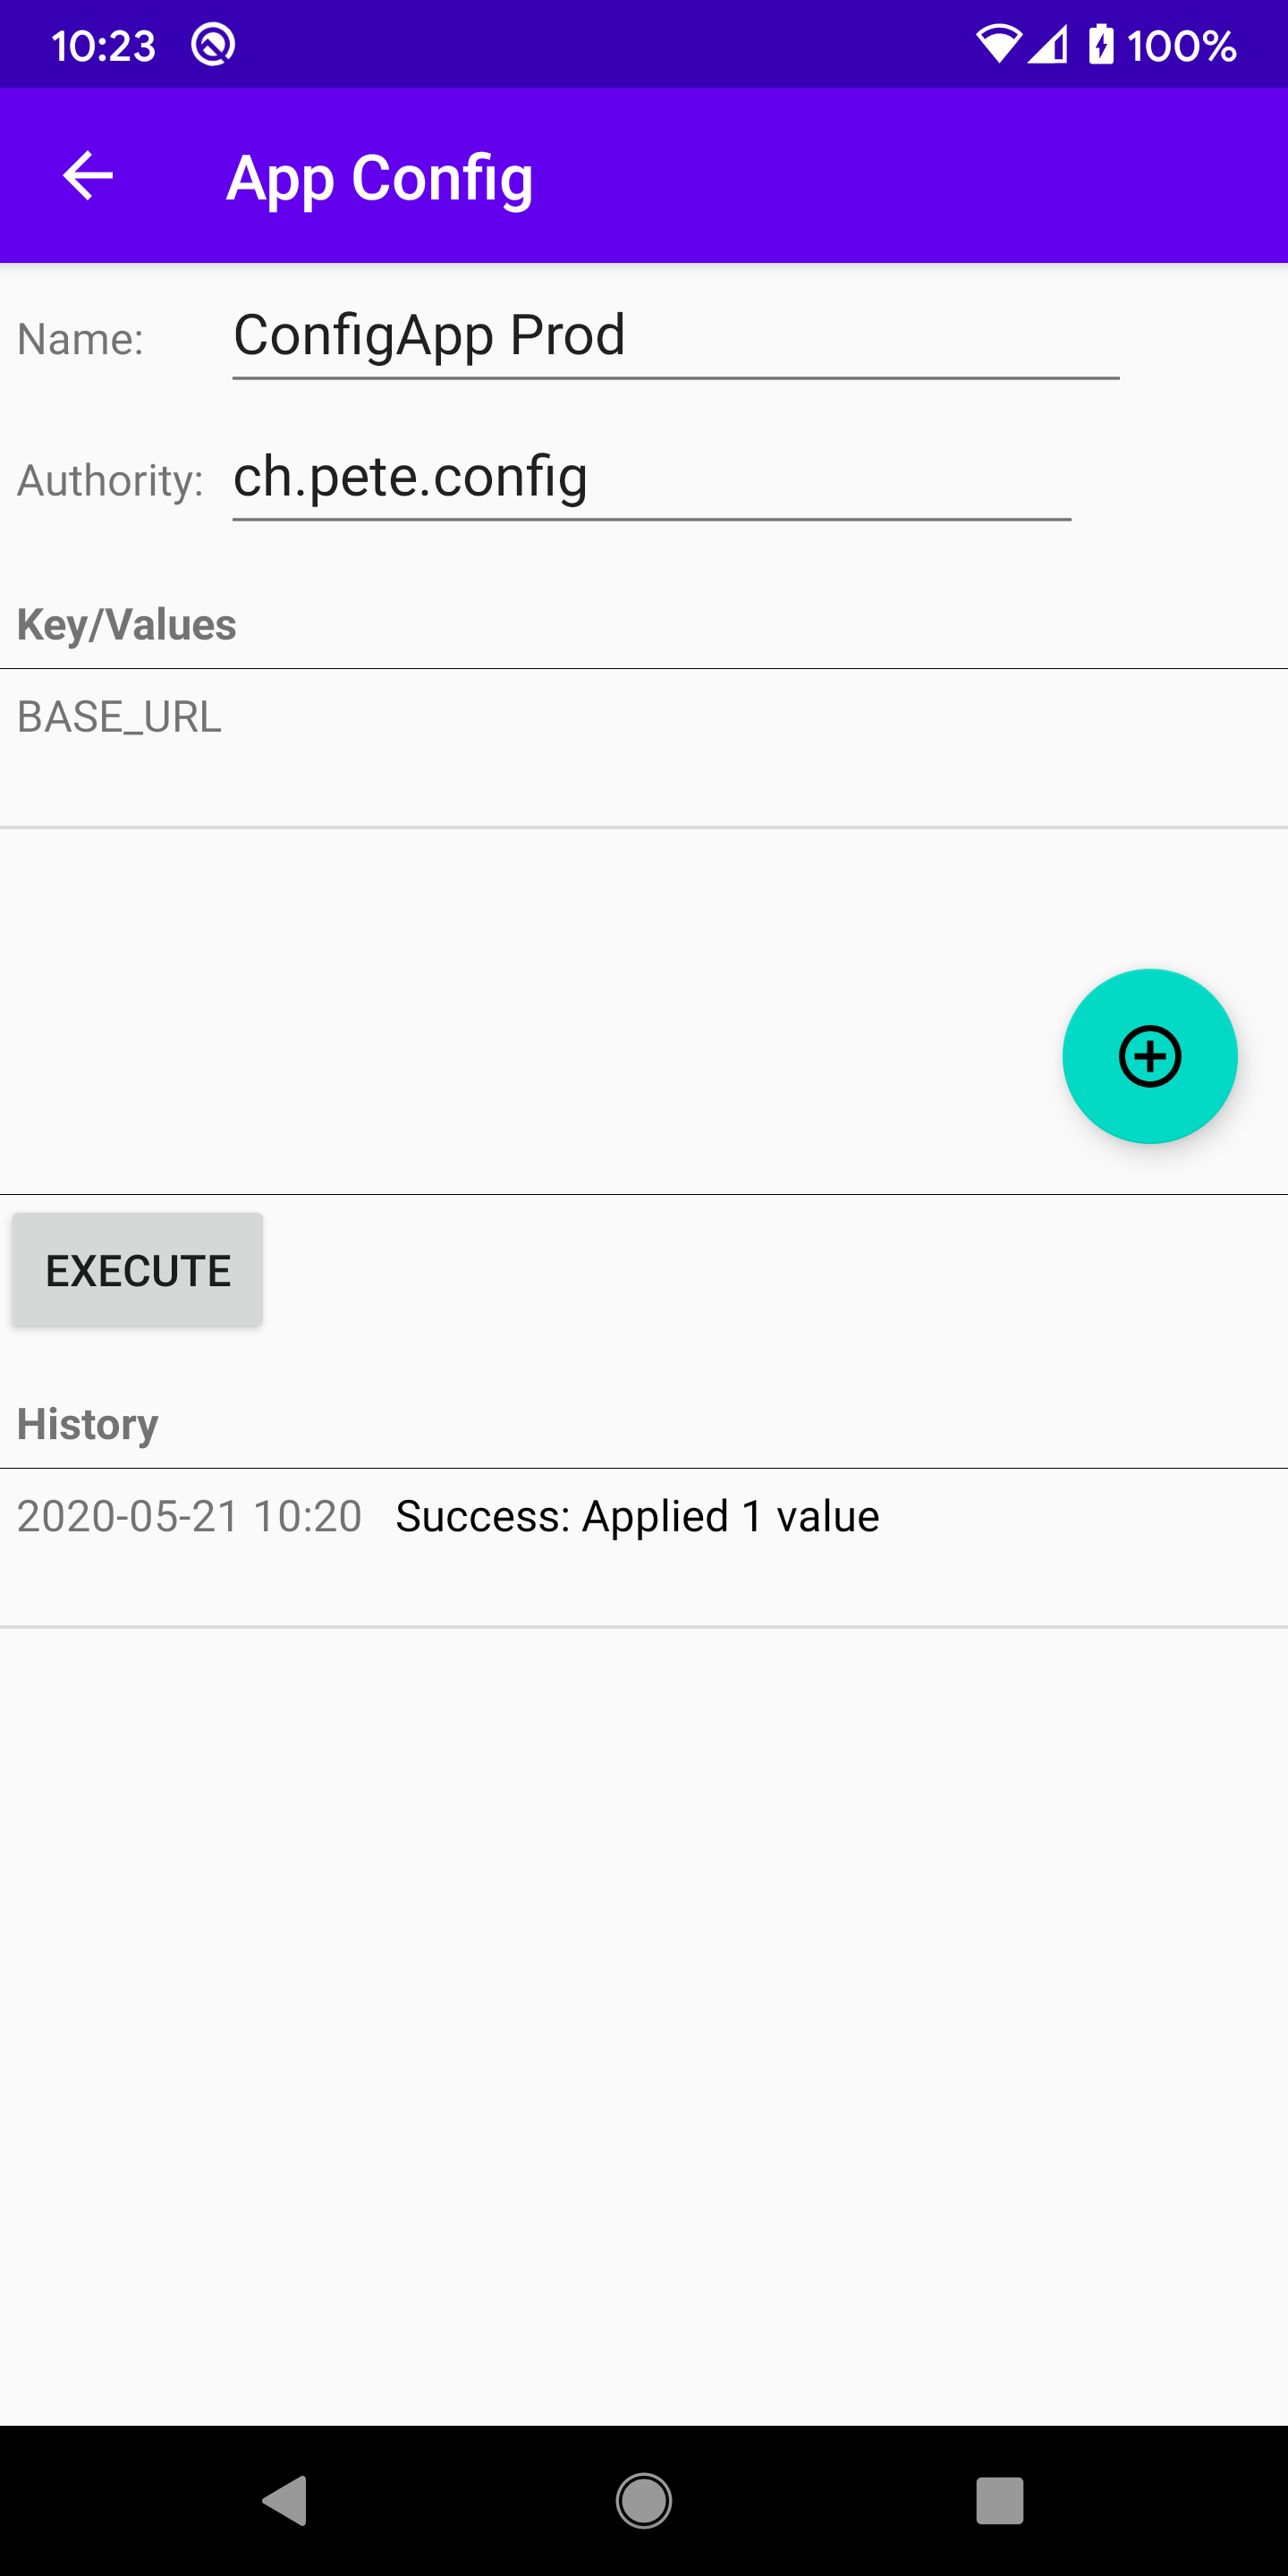 10:23 100%
App Config
Name: ConfigApp Prod
Authority: ch.pete.config
Key/Values
BASE_URL
EXECUTE
History
2020-05-21 10:20 Success: Applied 1 value